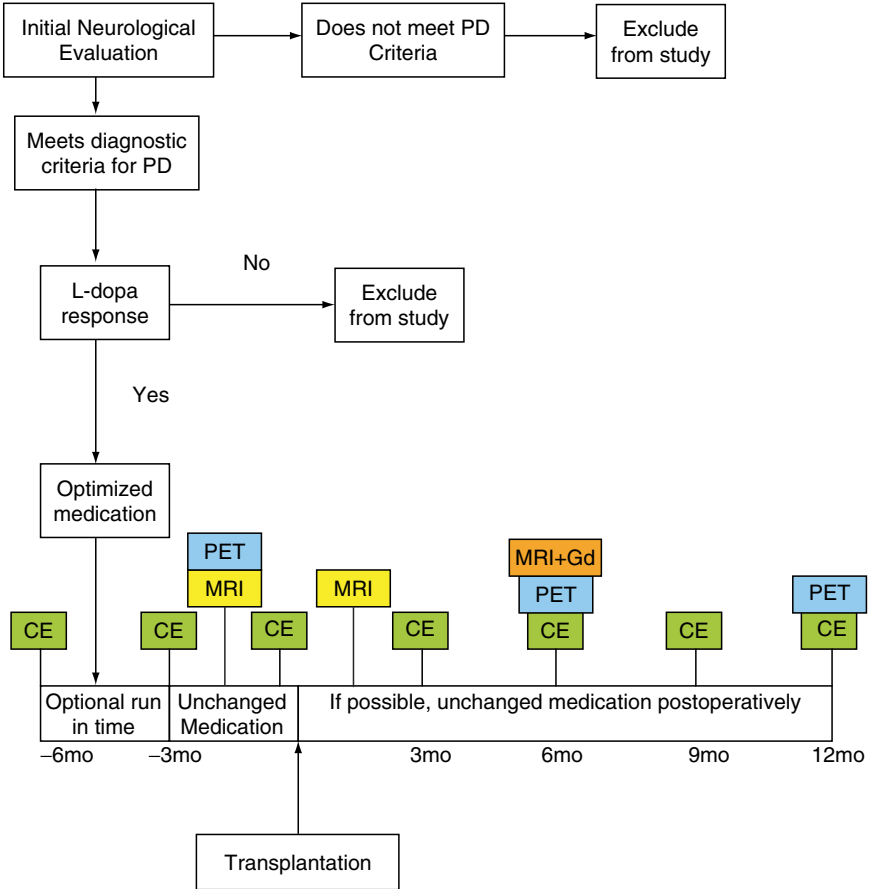 Initial Neurological
Evaluation
Does not meet PD
Criteria
Exclude
from study
Meets diagnostic
criteria for PD
No
L-dopa
response
Exclude
from study
Yes
Optimized
medication
PET
MRI
MRI
MRI+Gd
PET
PET
CE
CE
CE
CE
CE
CE
CE
Optional run
in time
Unchanged
Medication
If possible, unchanged medication postoperatively
−6mo
−3mo
3mo
6mo
9mo
12mo
Transplantation